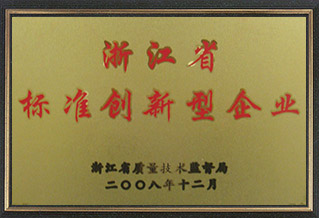 浙江省
标准创新型企业
浙江省质量技术监督局
二〇〇八年十二月